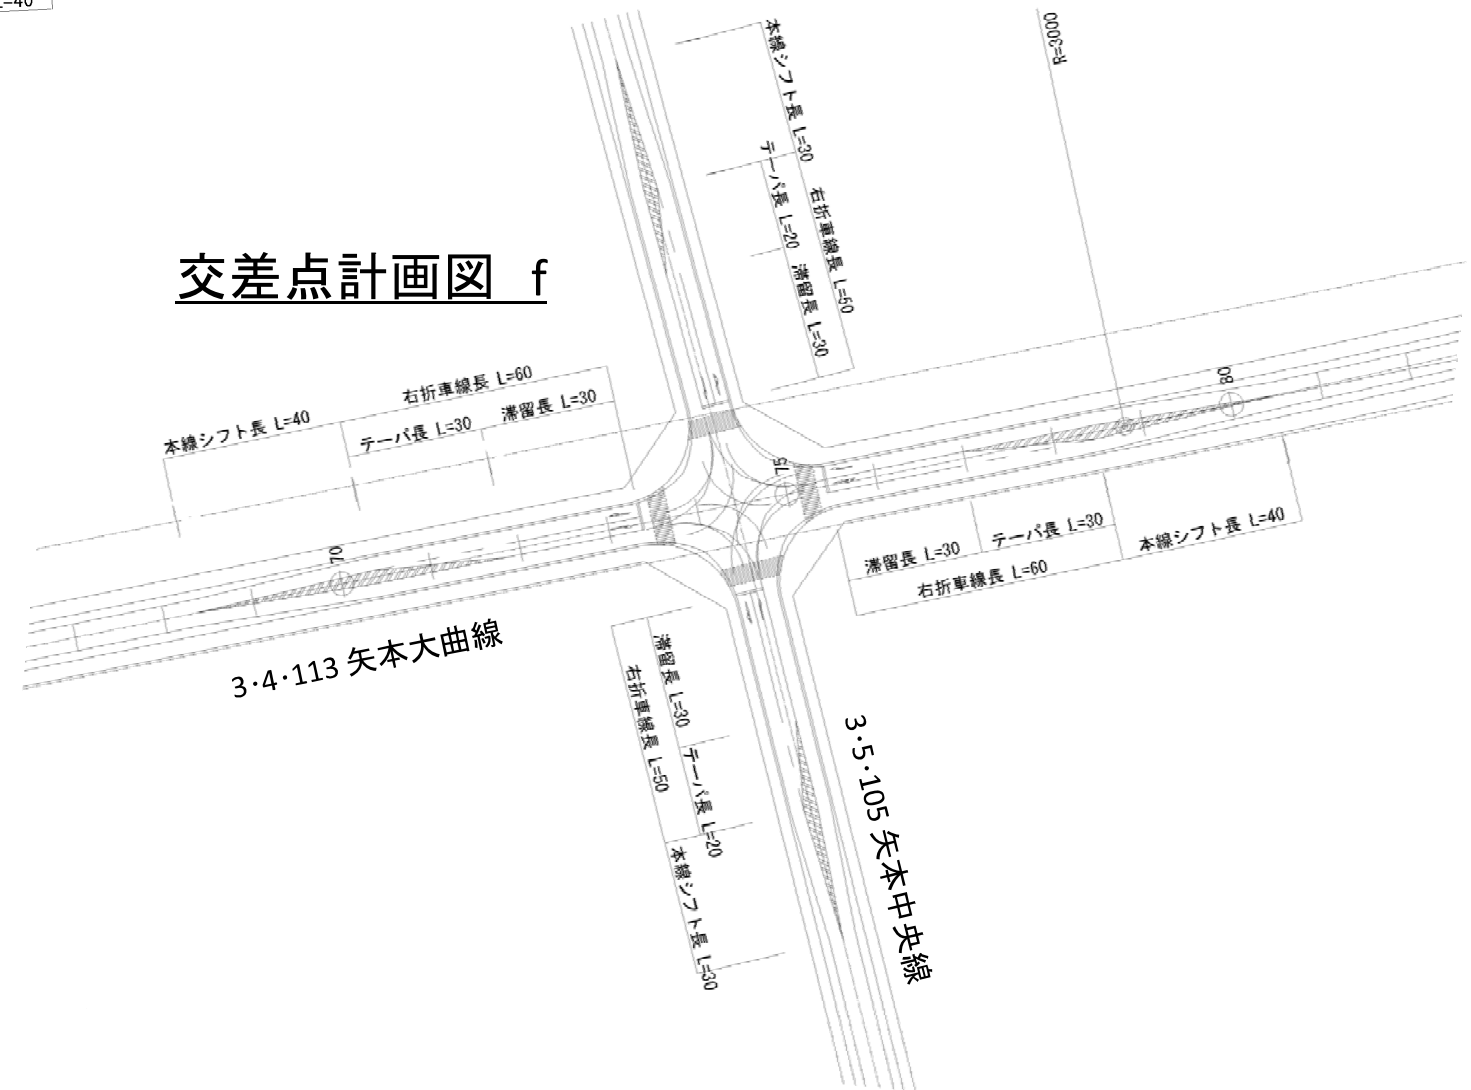 L=40
本線シフト長 L=30
R=3000
テーパ長 L=20
右折車線長 L=50
滞留長 L=30
交差点計画図 f
右折車線長 L=60
本線シフト長 L=40
テーパ長 L=30
滞留長 L=30
80
75
70
滞留長 L=30
テーパ長 L=30
本線シフト長 L=40
右折車線長 L=60
3・4・113 矢本大曲線
滞留長 L=30
右折車線長 L=50
テーパ長 L=20
本線シフト長 L=30
3・5・105 矢本中央線